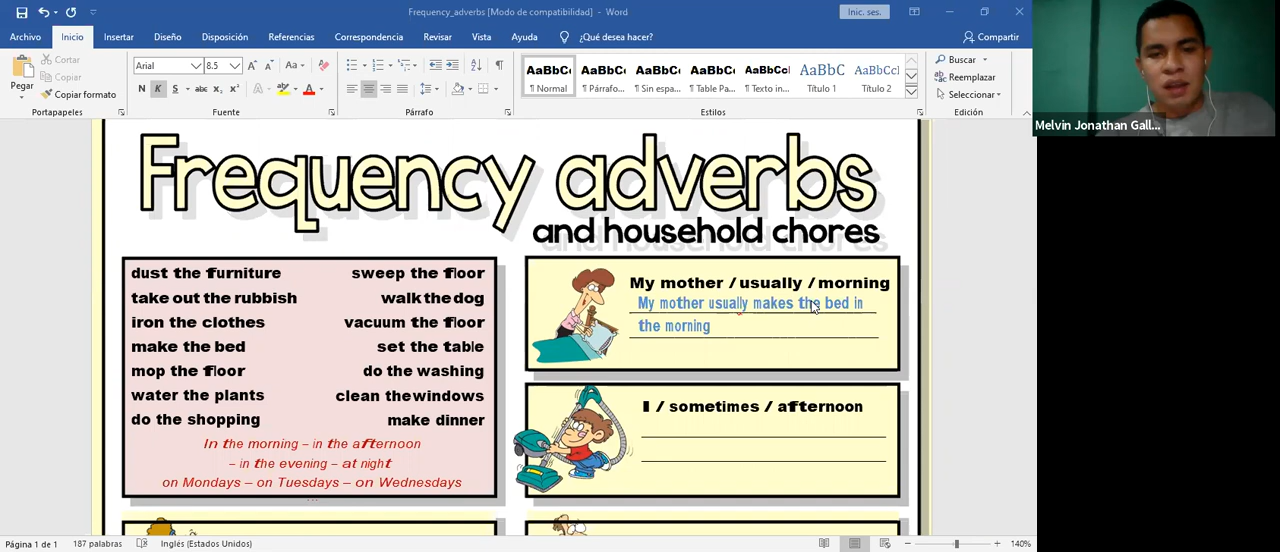 Frequency_adverbs [Modo de compatibilidad] - Word
Inic. ses.
Archivo Inicio Insertar Diseño Disposición Referencias Correspondencia Revisar Vista Ayuda ¿Qué desea hacer? Compartir
Pegar
Cortar
Copiar
Copiar formato
Portapapeles
Arial 8.5
N K S abc x₂ x² A
Fuente
Párrafo
AaBbCc AaBbCc AaBbCc AaBbCc AaBbCc AaBbC AaBbCcI
¶ Normal ¶ Párrafo... ¶ Sin espa... ¶ Table Pa... ¶ Texto in... Título 1 Título 2
Estilos
Buscar
Reemplazar
Seleccionar
Edición
Melvin Jonathan Gall...
Frequency adverbs
and household chores
dust the furniture sweep the floor
take out the rubbish walk the dog
iron the clothes vacuum the floor
make the bed set the table
mop the floor do the washing
water the plants clean the windows
do the shopping make dinner
In the morning – in the afternoon
– in the evening – at night
on Mondays – on Tuesdays – on Wednesdays
...
My mother / usually / morning
My mother usually makes the bed in
the morning
I / sometimes / afternoon
Página 1 de 1 187 palabras Inglés (Estados Unidos) 140%